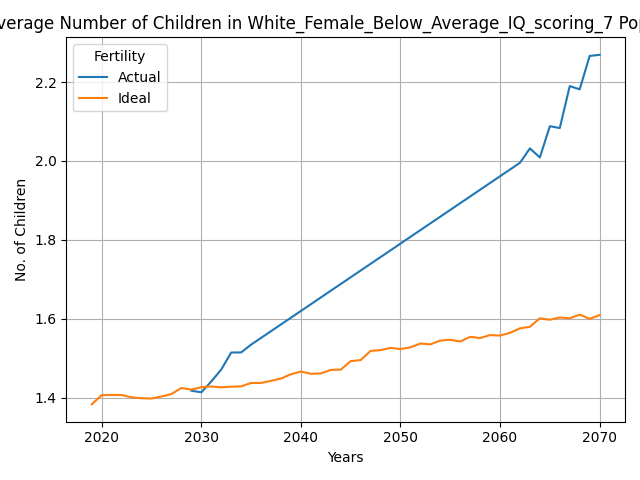 verage Number of Children in White_Female_Below_Average_IQ_scoring_7 Pop
Fertility
Actual
Ideal
2.2
2.0
1.8
1.6
1.4
No. of Children
2020 2030 2040 2050 2060 2070
Years